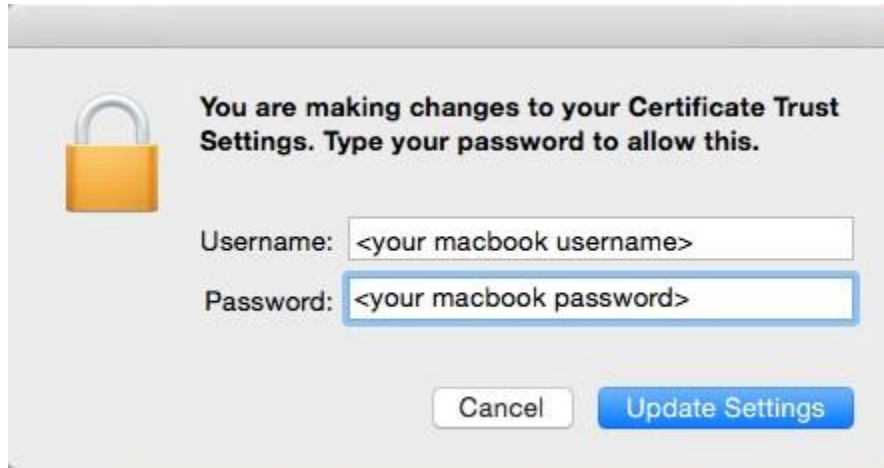 You are making changes to your Certificate Trust
Settings. Type your password to allow this.
Username: <your macbook username>
Password: <your macbook password>
Cancel Update Settings